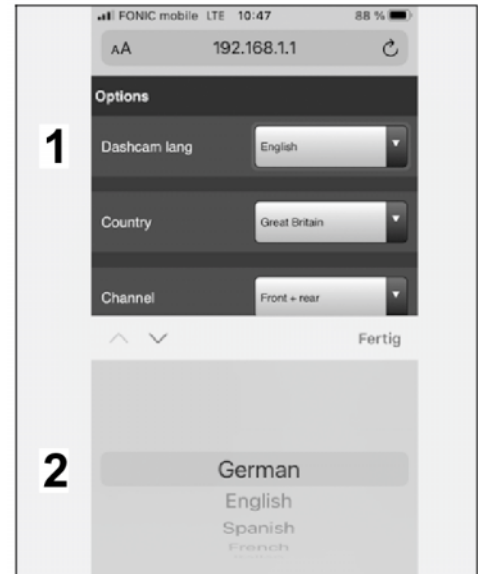 FONIC mobile LTE 10:47 88 %
AA 192.168.1.1
Options
1
Dashcam lang English
Country Great Britain
Channel Front + rear
Fertig
2
German
English
Spanish
French